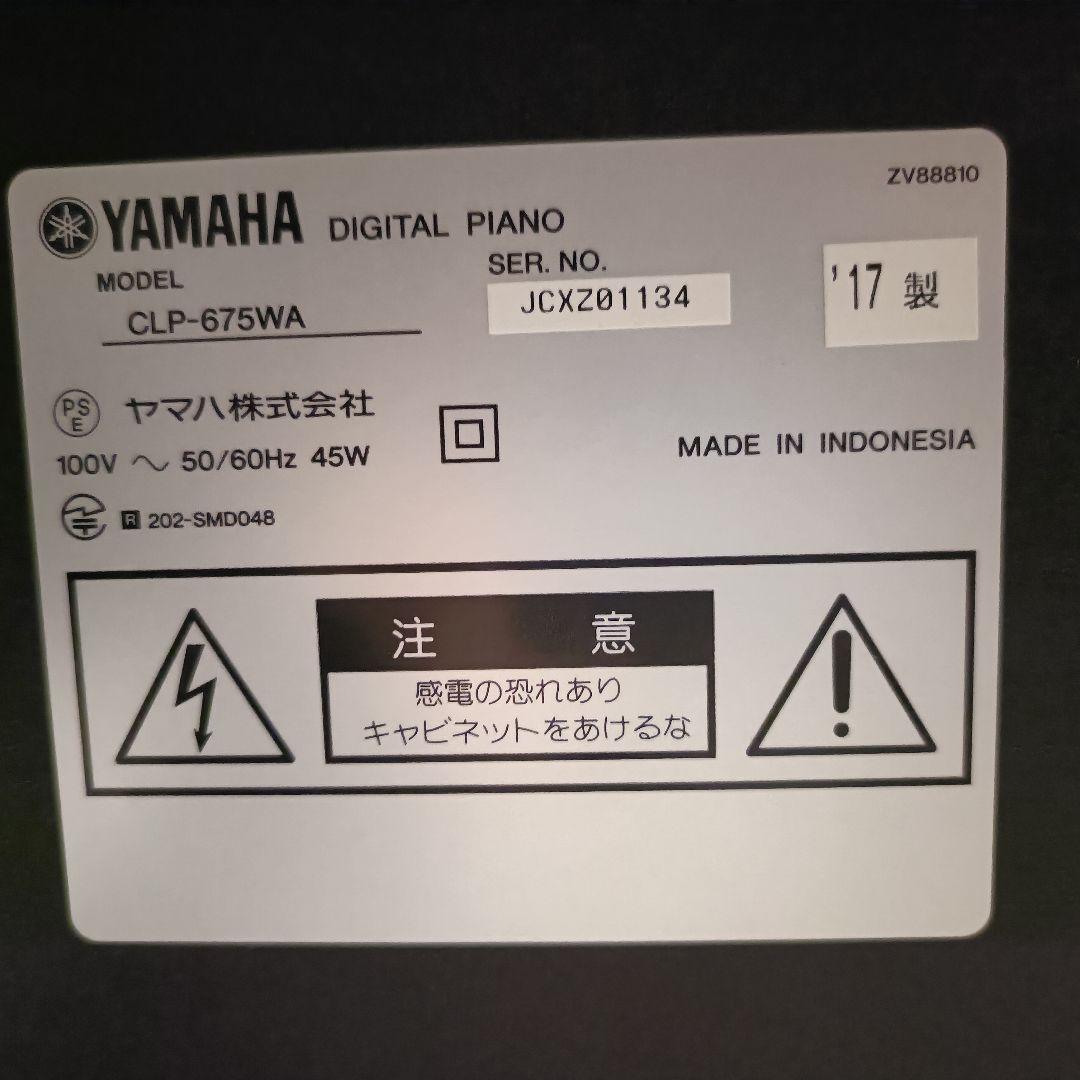 ZV88810
YAMAHA DIGITAL PIANO
MODEL
CLP-675WA
SER. NO.
JCXZ01134
'17 製
PS
E
ヤマハ株式会社
100V ～ 50/60Hz 45W
MADE IN INDONESIA
R 202-SMD048
注 意
感電の恐れあり
キャビネットをあけるな